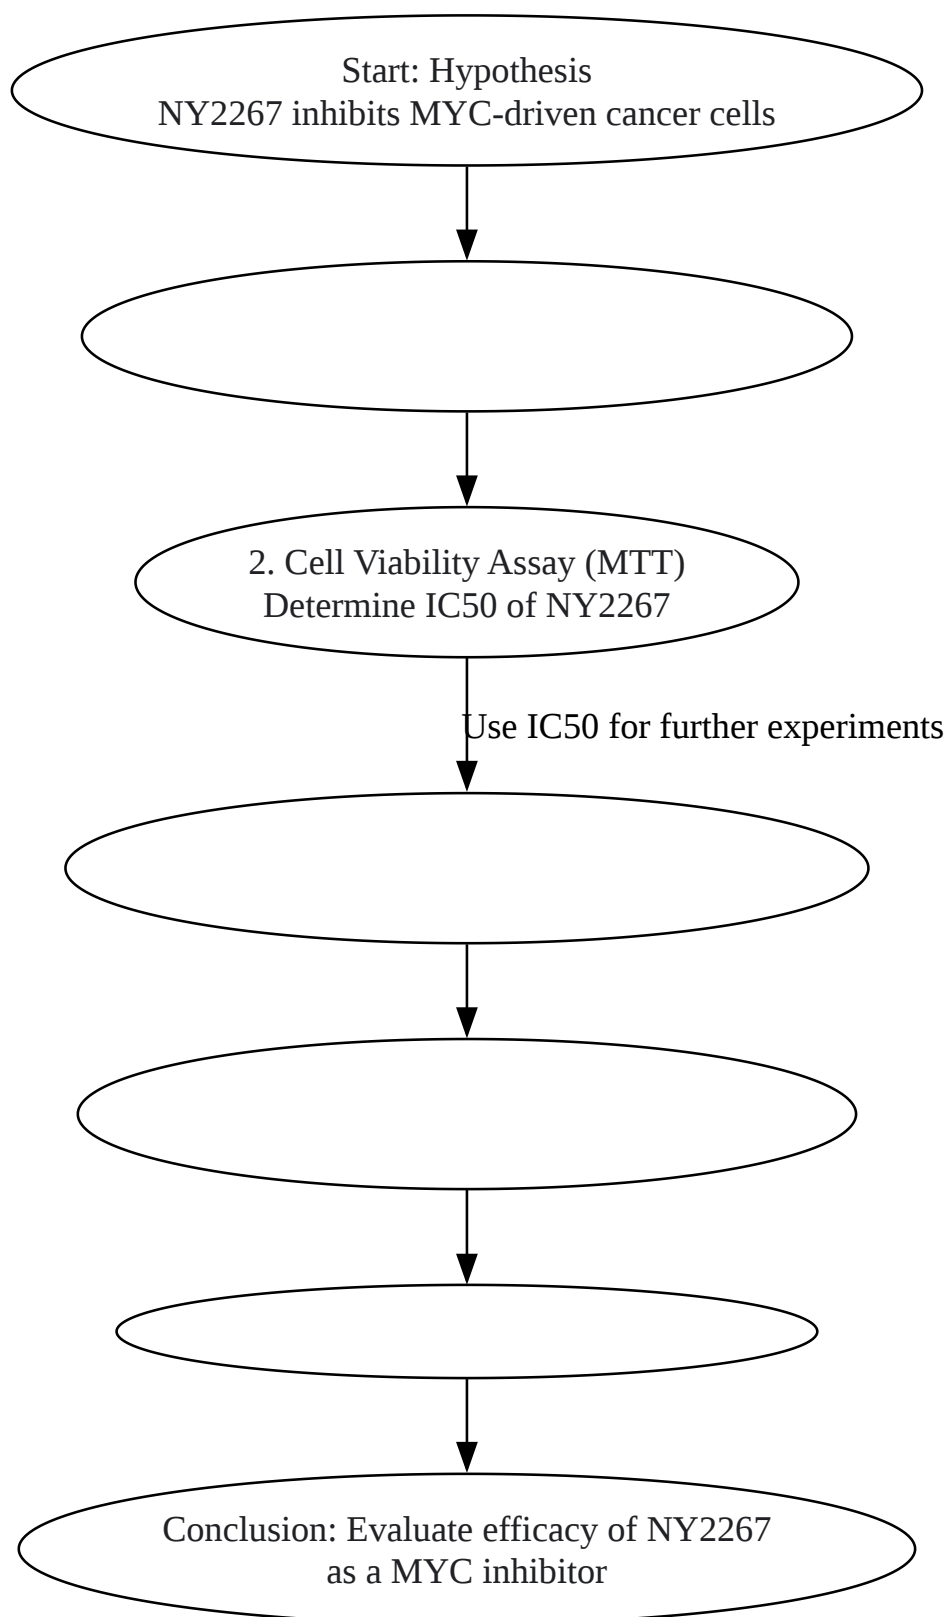 Start: Hypothesis
NY2267 inhibits MYC-driven cancer cells
2. Cell Viability Assay (MTT)
Determine IC50 of NY2267
Use IC50 for further experiments
Conclusion: Evaluate efficacy of NY2267
as a MYC inhibitor